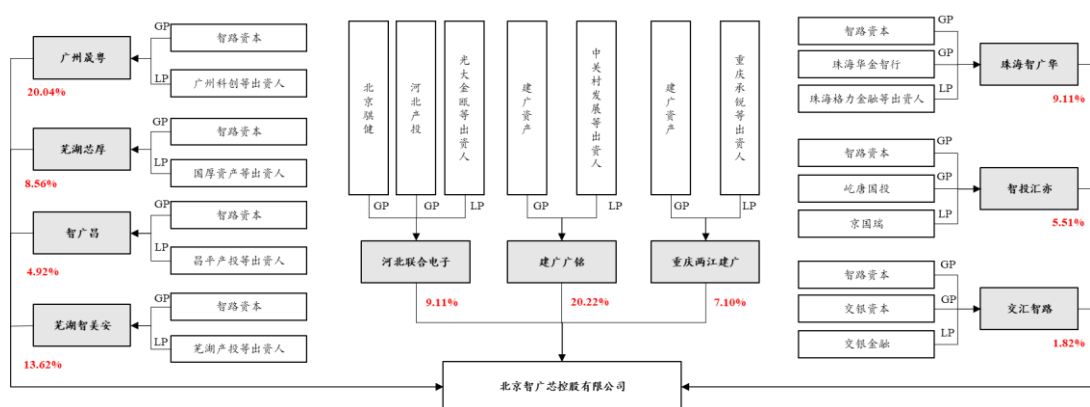 GP
智路资本
广州晟粤
20.04%
LP
广州科创等出资人
GP
智路资本
芜湖芯厚
8.56%
LP
国厚资产等出资人
GP
智路资本
智广昌
4.92%
LP
昌平产投等出资人
GP
智路资本
芜湖智美安
13.62%
LP
芜湖产投等出资人
北京骐健
河北产投
光大金瓯等出资人
GP
GP
LP
河北联合电子
9.11%
建广资产
中关村发展等出资人
GP
LP
建广广铭
20.22%
建广资产
重庆承锐等出资人
GP
LP
重庆两江建广
7.10%
智路资本
GP
珠海华金智行
GP
珠海格力金融等出资人
LP
珠海智广华
9.11%
智路资本
GP
屹唐国投
GP
京国瑞
LP
智投汇亦
5.51%
智路资本
GP
交银资本
GP
交银金融
LP
交汇智路
1.82%
北京智广芯控股有限公司